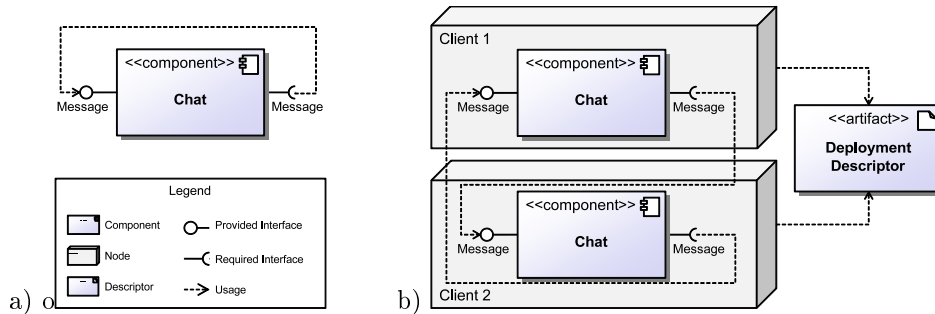 <<component>>
Chat
Message
Message
Legend
Component
Provided Interface
Node
Required Interface
Descriptor
Usage
a) o
Client 1
<<component>>
Chat
Message
Message
<<artifact>>
Deployment
Descriptor
<<component>>
Chat
Message
Message
Client 2
b)